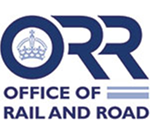 ORR
OFFICE OF
RAIL AND ROAD